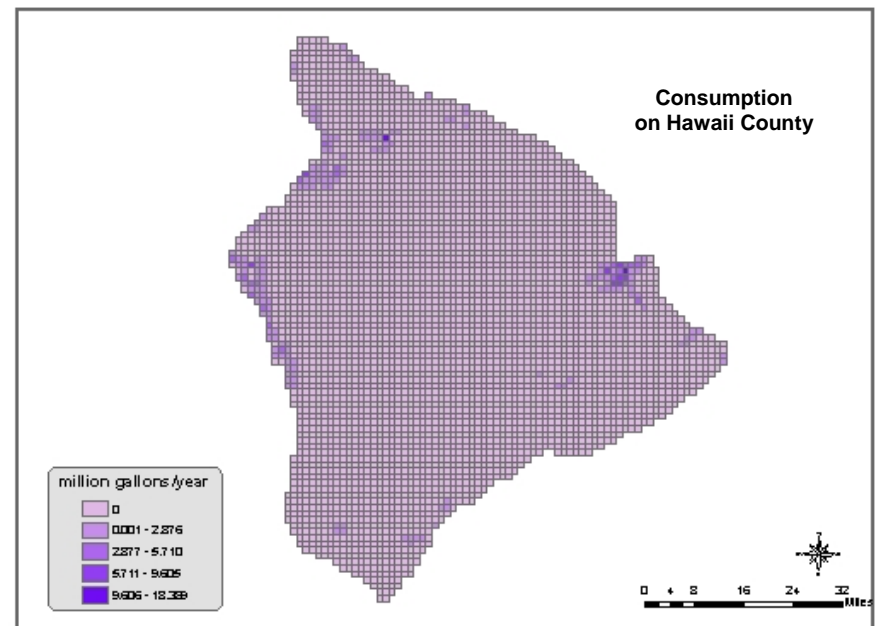 Consumption
on Hawaii County
million gallons/year
0
0.001 - 2.876
2.877 - 5.710
5.711 - 9.605
9.606 - 18.389
0 4 8 16 24 32
Miles